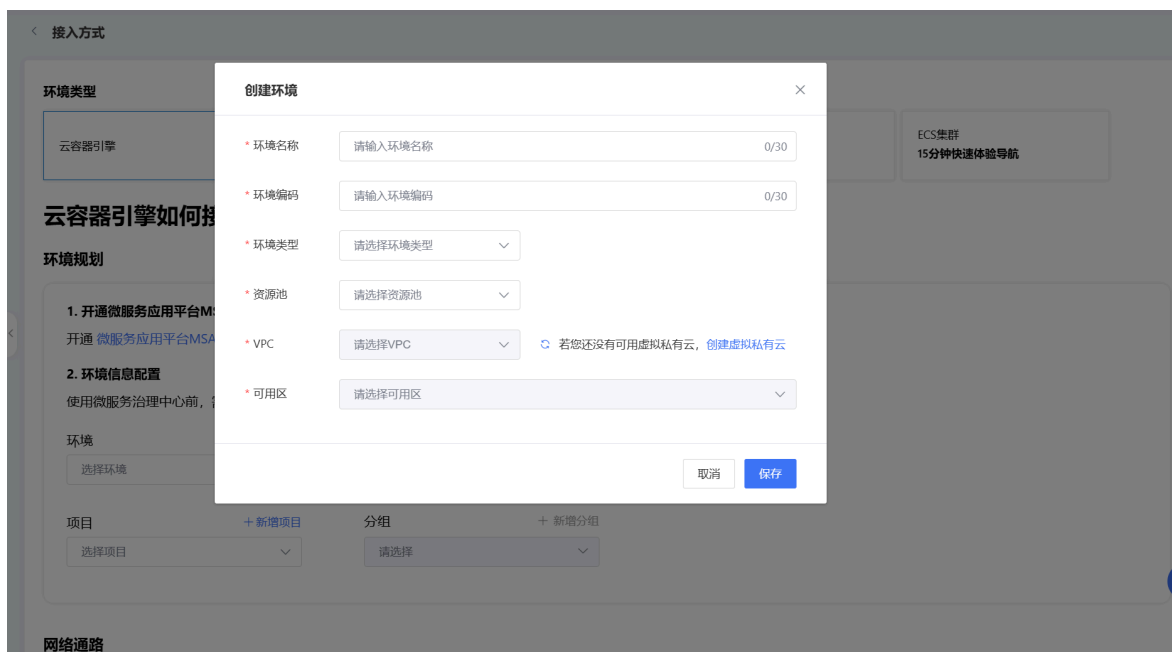 接入方式
环境类型
云容器引擎
ECS集群
15分钟快速体验导航
云容器引擎如何接
环境规划
1. 开通微服务应用平台M
开通 微服务应用平台MSA
2. 环境信息配置
使用微服务治理中心前，
环境
选择环境
项目 ＋新增项目 分组 ＋ 新增分组
选择项目 请选择
网络通路
创建环境
* 环境名称 请输入环境名称 0/30
* 环境编码 请输入环境编码 0/30
* 环境类型 请选择环境类型
* 资源池 请选择资源池
* VPC 请选择VPC 若您还没有可用虚拟私有云，创建虚拟私有云
* 可用区 请选择可用区
取消 保存